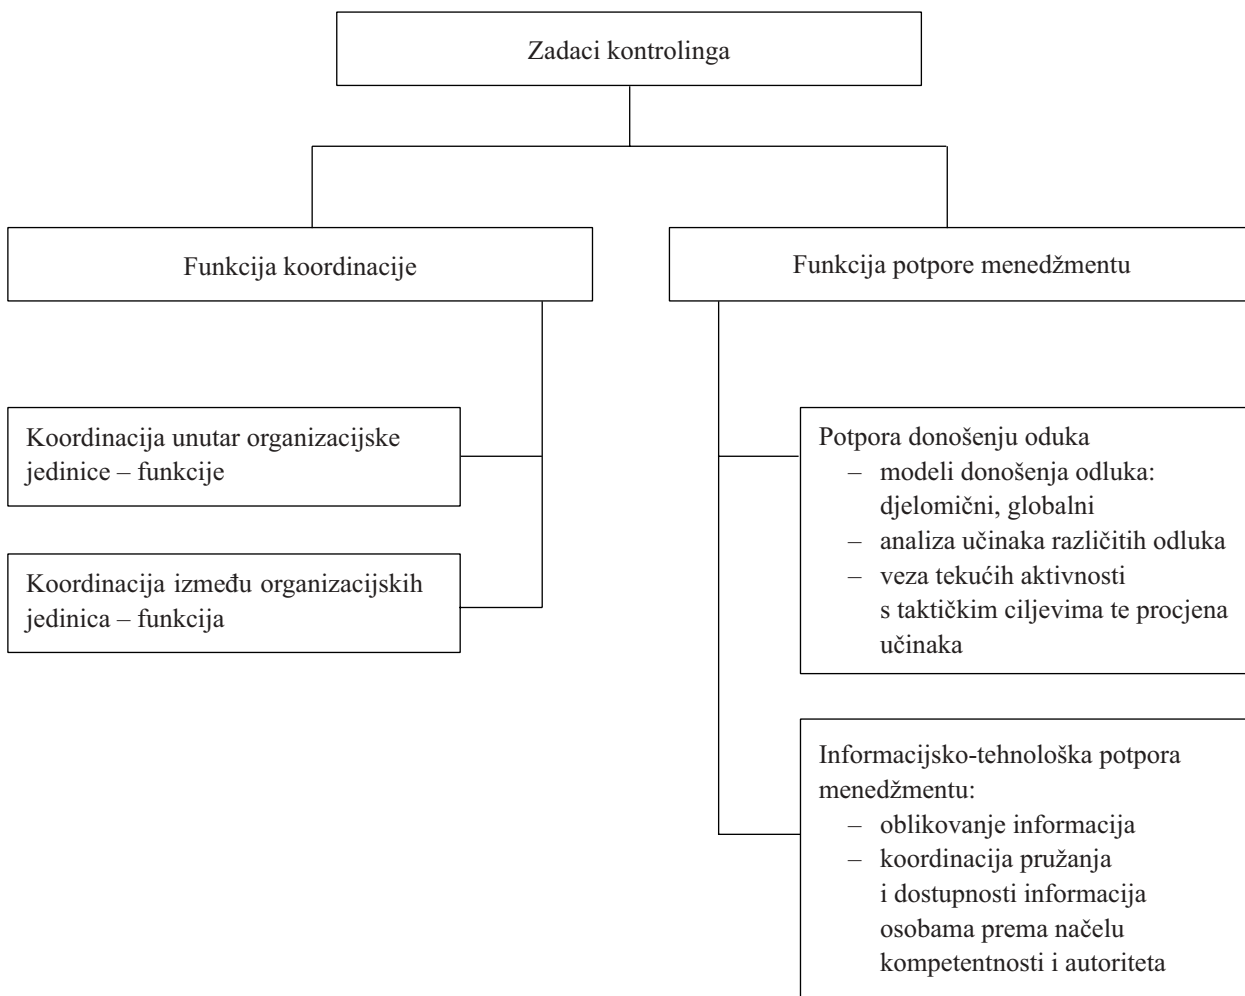 Zadaci kontrolinga
Funkcija koordinacije
Funkcija potpore menedžmentu
Koordinacija unutar organizacijske
jedinice – funkcije
Koordinacija između organizacijskih
jedinica – funkcija
Potpora donošenju oduka
– modeli donošenja odluka:
djelomični, globalni
– analiza učinaka različitih odluka
– veza tekućih aktivnosti
s taktičkim ciljevima te procjena
učinaka
Informacijsko-tehnološka potpora
menedžmentu:
– oblikovanje informacija
– koordinacija pružanja
i dostupnosti informacija
osobama prema načelu
kompetentnosti i autoriteta